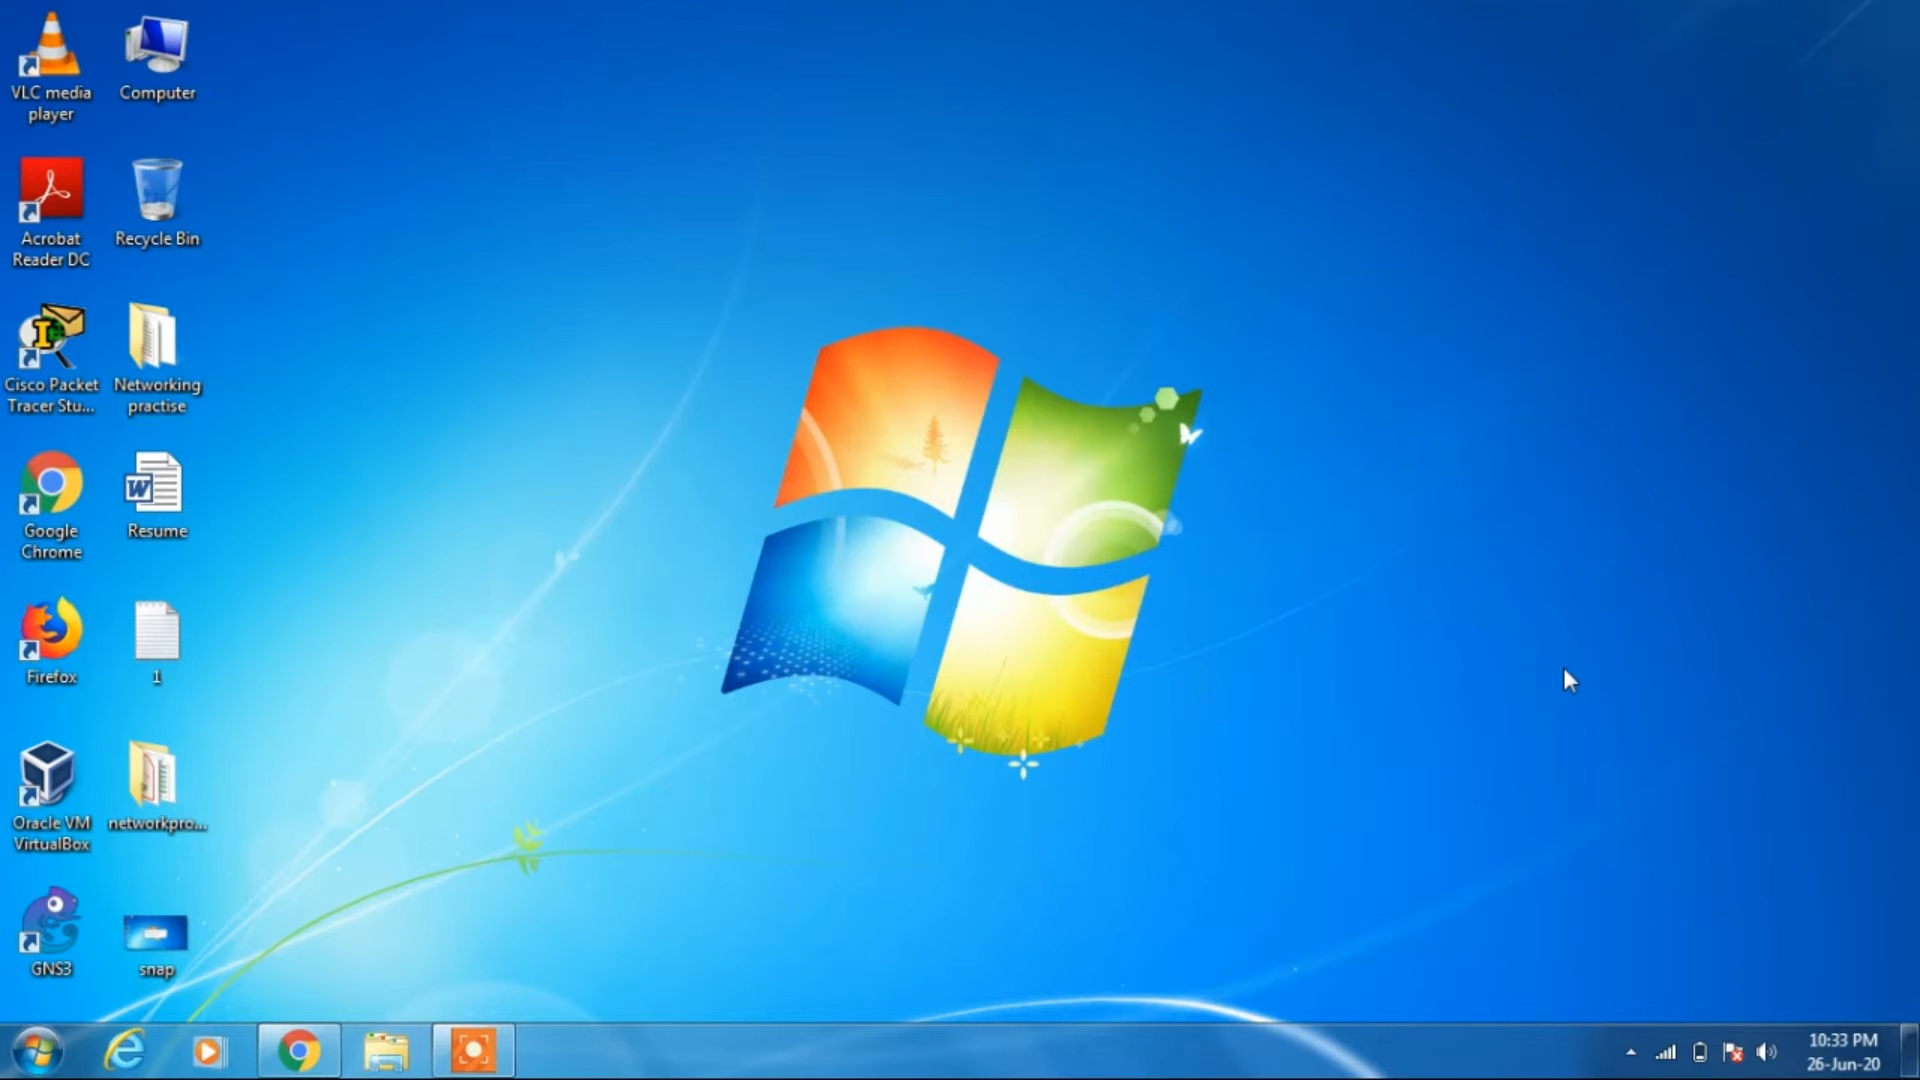 VLC media
player
Computer
Acrobat
Reader DC
Recycle Bin
Cisco Packet
Tracer Stu...
Networking
practise
Google
Chrome
Resume
Firefox
1
Oracle VM
VirtualBox
networkpro...
GNS3
snap
10:33 PM
26-Jun-20